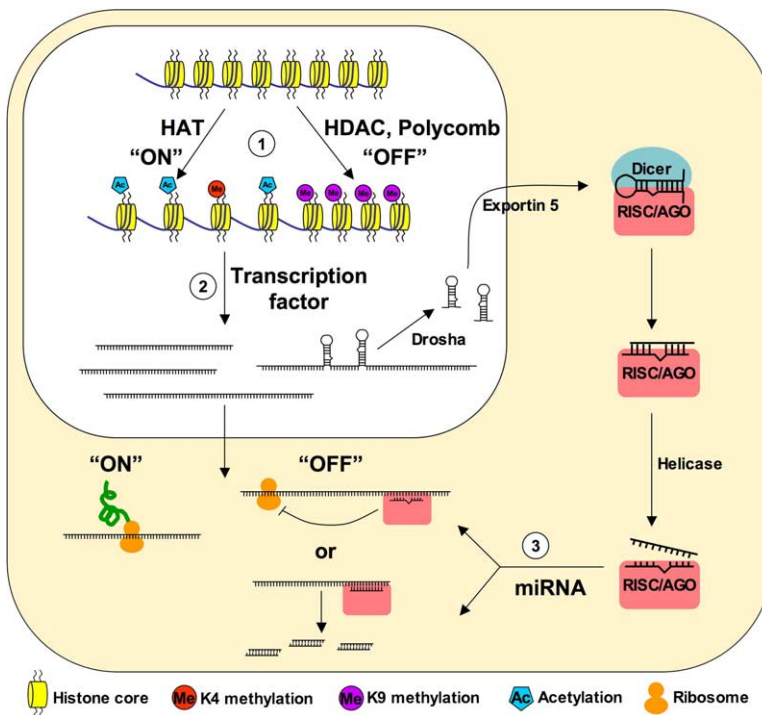 HAT
HDAC, Polycomb
"ON"
1
"OFF"
Ac
Ac
Me
Ac
Me
Me
Me
Me
2
Transcription
factor
Drosha
Exportin 5
Dicer
RISC/AGO
RISC/AGO
Helicase
RISC/AGO
"ON"
"OFF"
or
3
miRNA
Histone core
Me
K4 methylation
Me
K9 methylation
Ac
Acetylation
Ribosome